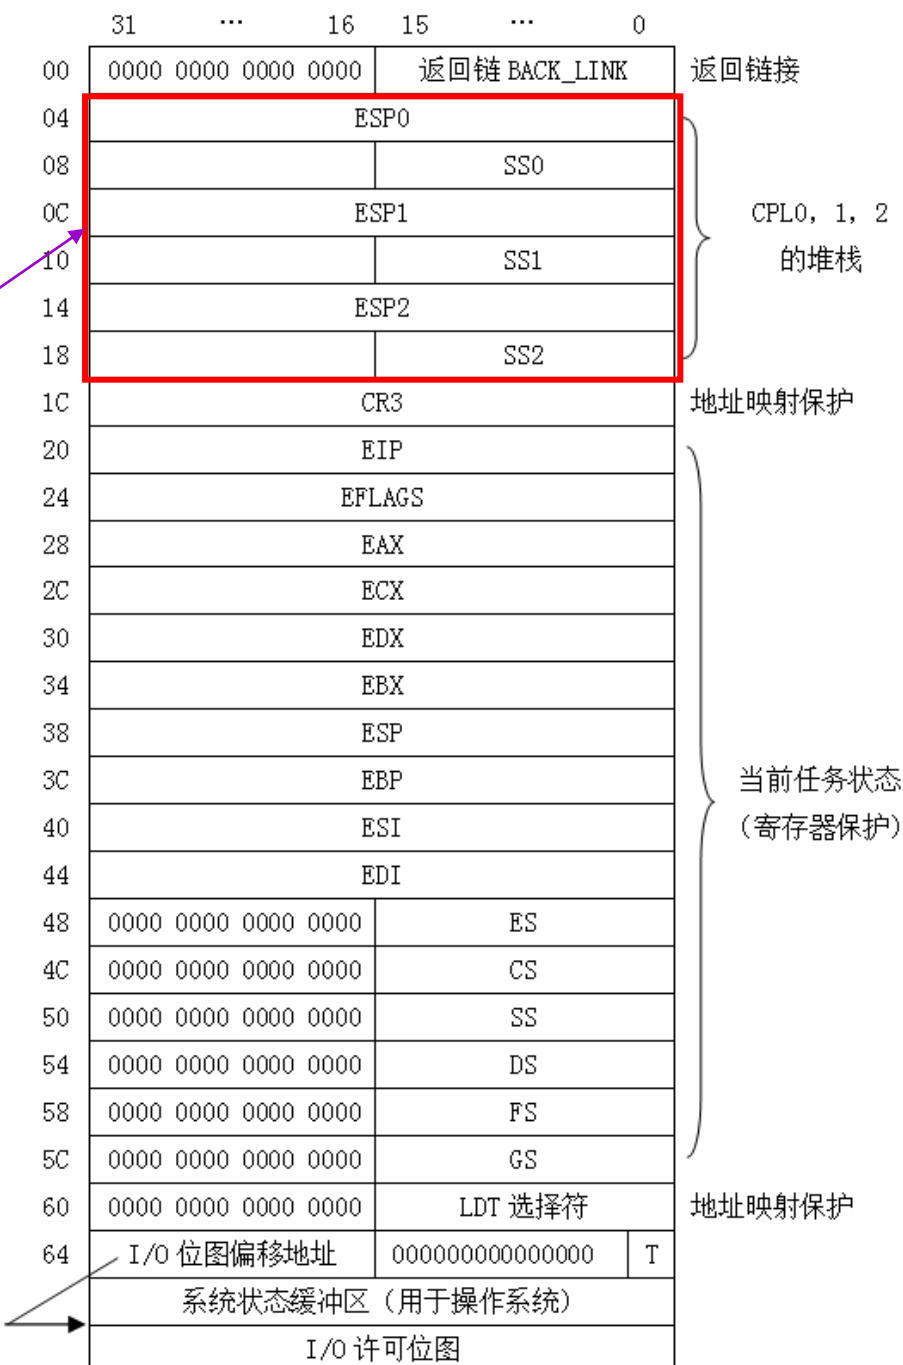 31 … 16 15 … 0
00 0000 0000 0000 0000 返回链 BACK_LINK 返回链接
04 ESP0
08 SS0
0C ESP1 CPL0, 1, 2
10 SS1 的堆栈
14 ESP2
18 SS2
1C CR3 地址映射保护
20 EIP
24 EFLAGS
28 EAX
2C ECX
30 EDX
34 EBX
38 ESP
3C EBP 当前任务状态
40 ESI (寄存器保护)
44 EDI
48 0000 0000 0000 0000 ES
4C 0000 0000 0000 0000 CS
50 0000 0000 0000 0000 SS
54 0000 0000 0000 0000 DS
58 0000 0000 0000 0000 FS
5C 0000 0000 0000 0000 GS
60 0000 0000 0000 0000 LDT 选择符 地址映射保护
64 I/O 位图偏移地址 000000000000000 T
系统状态缓冲区（用于操作系统）
I/O 许可位图